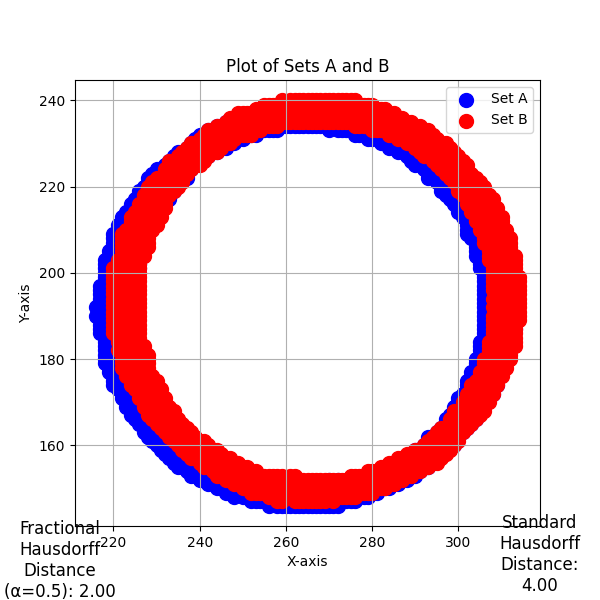 Plot of Sets A and B
Set A
Set B
240
220
200
180
160
Y-axis
220
240
260
280
300
X-axis
Fractional
Hausdorff
Distance
(α=0.5): 2.00
Standard
Hausdorff
Distance:
4.00